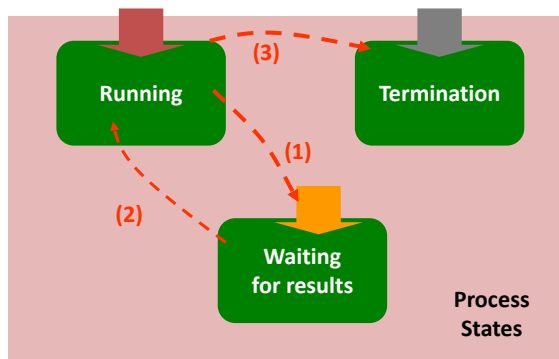 (3)
Running
Termination
(1)
(2)
Waiting
for results
Process
States